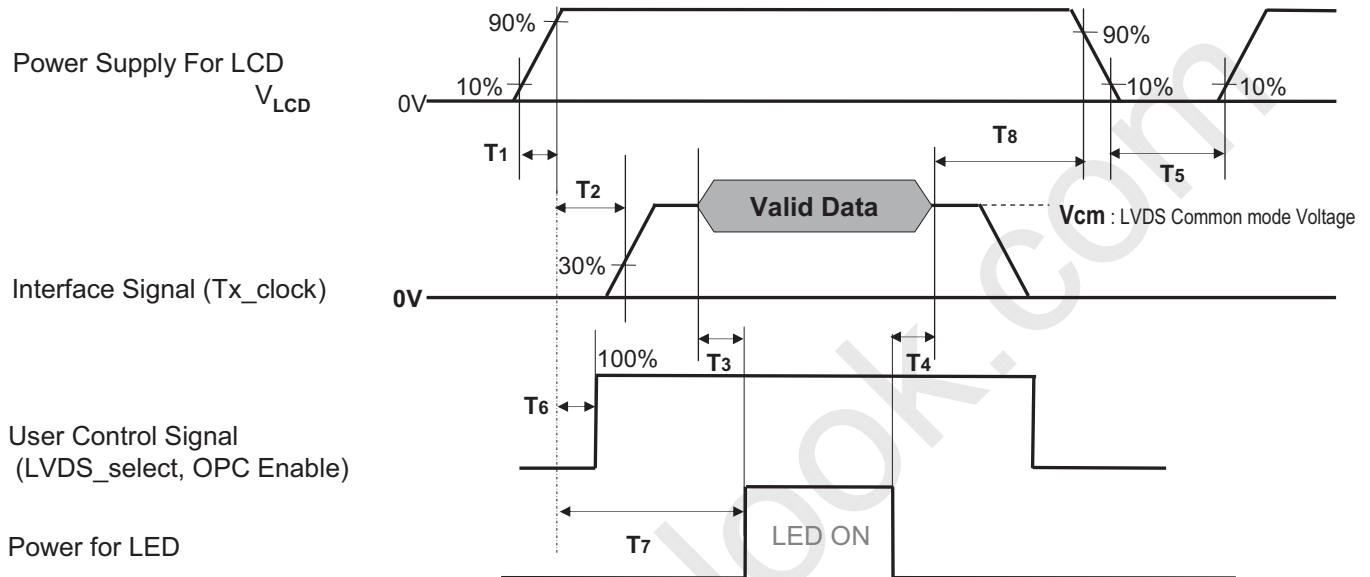 90%
90%
Power Supply For LCD
VLCD
10%
10%
10%
0V
T1
T8
T5
T2
Valid Data
Vcm : LVDS Common mode Voltage
30%
Interface Signal (Tx_clock)
0V
T3
T4
100%
T6
User Control Signal
(LVDS_select, OPC Enable)
T7
LED ON
Power for LED
look.com